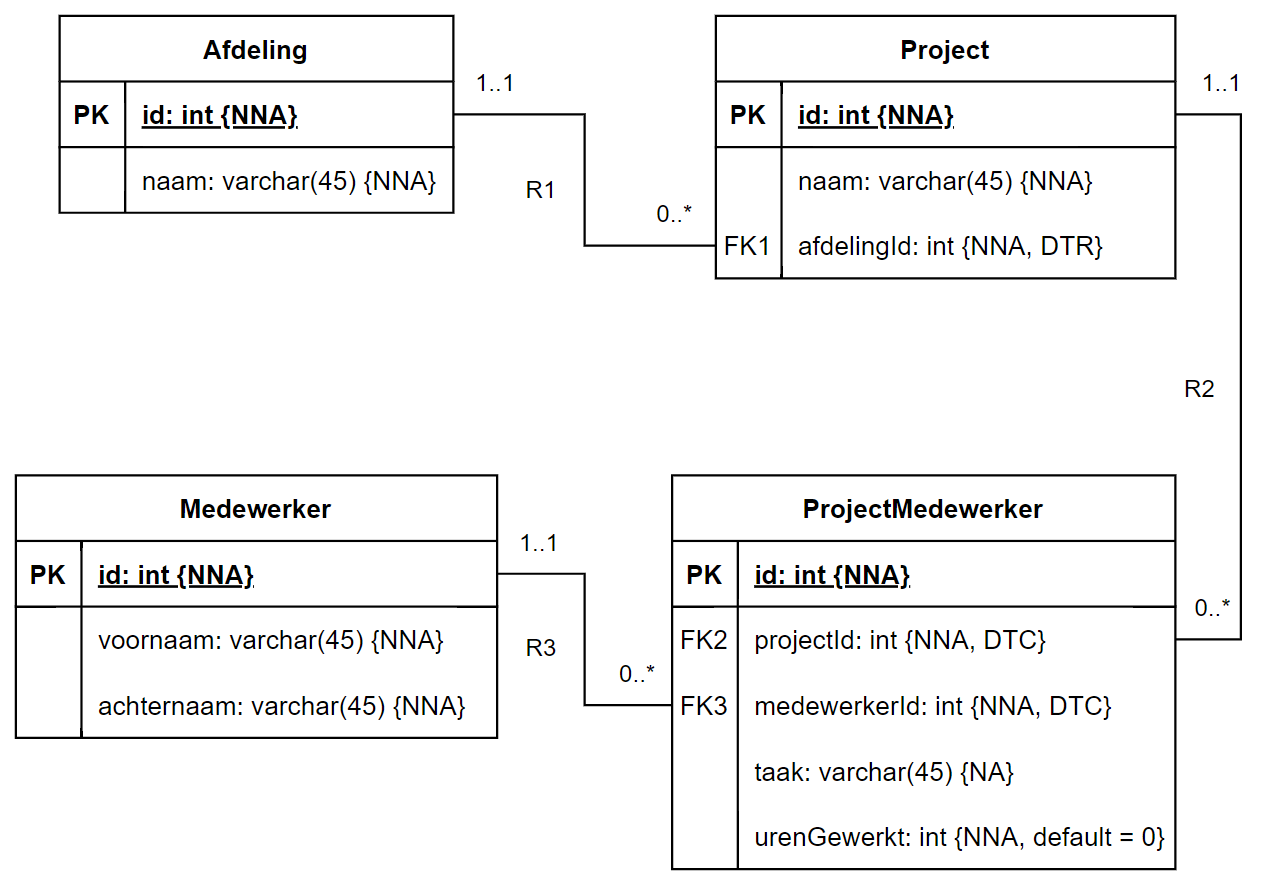 Afdeling
PK id: int {NNA}
naam: varchar(45) {NNA}
1..1
R1
0..*
Project
PK id: int {NNA}
naam: varchar(45) {NNA}
FK1 afdelingId: int {NNA, DTR}
1..1
R2
0..*
Medewerker
PK id: int {NNA}
voornaam: varchar(45) {NNA}
achternaam: varchar(45) {NNA}
1..1
R3
0..*
ProjectMedewerker
PK id: int {NNA}
FK2 projectId: int {NNA, DTC}
FK3 medewerkerId: int {NNA, DTC}
taak: varchar(45) {NA}
urenGewerkt: int {NNA, default = 0}